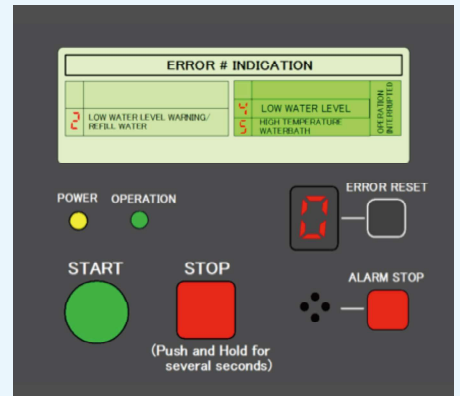 ERROR # INDICATION
2 LOW WATER LEVEL WARNING/
REFILL WATER
4 LOW WATER LEVEL
5 HIGH TEMPERATURE
WATERBATH
OPERATION
INTERRUPTED
POWER OPERATION
0
ERROR RESET
START STOP
ALARM STOP
(Push and Hold for
several seconds)